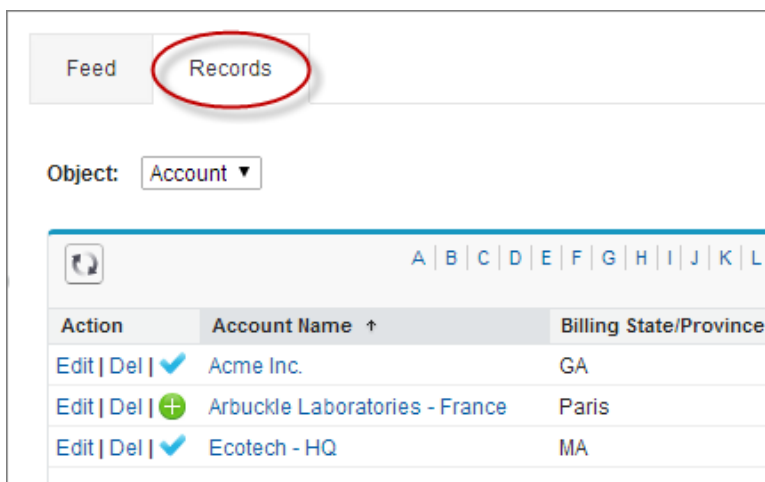 Feed Records
Object: Account ▼
A | B | C | D | E | F | G | H | I | J | K | L
Action Account Name ↑ Billing State/Province
Edit | Del | Acme Inc. GA
Edit | Del | Arbuckle Laboratories - France Paris
Edit | Del | Ecotech - HQ MA